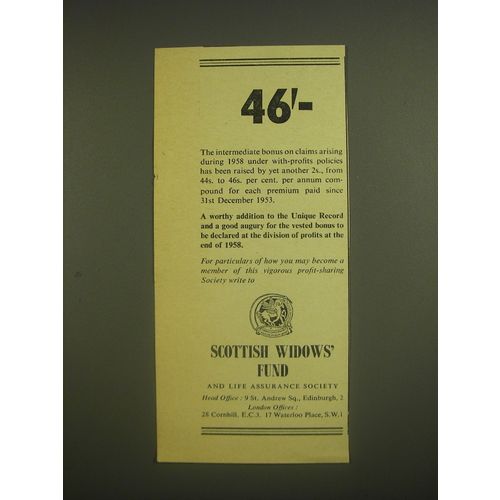 46'-
The intermediate bonus on claims arising
during 1958 under with-profits policies
has been raised by yet another 2s., from
44s. to 46s. per cent. per annum com-
pound for each premium paid since
31st December 1953.
A worthy addition to the Unique Record
and a good augury for the vested bonus to
be declared at the division of profits at the
end of 1958.
For particulars of how you may become a
member of this vigorous profit-sharing
Society write to
SCOTTISH WIDOWS'
FUND
AND LIFE ASSURANCE SOCIETY
Head Office : 9 St. Andrew Sq., Edinburgh, 2
London Offices :
28 Cornhill, E.C.3. 17 Waterloo Place, S.W.1